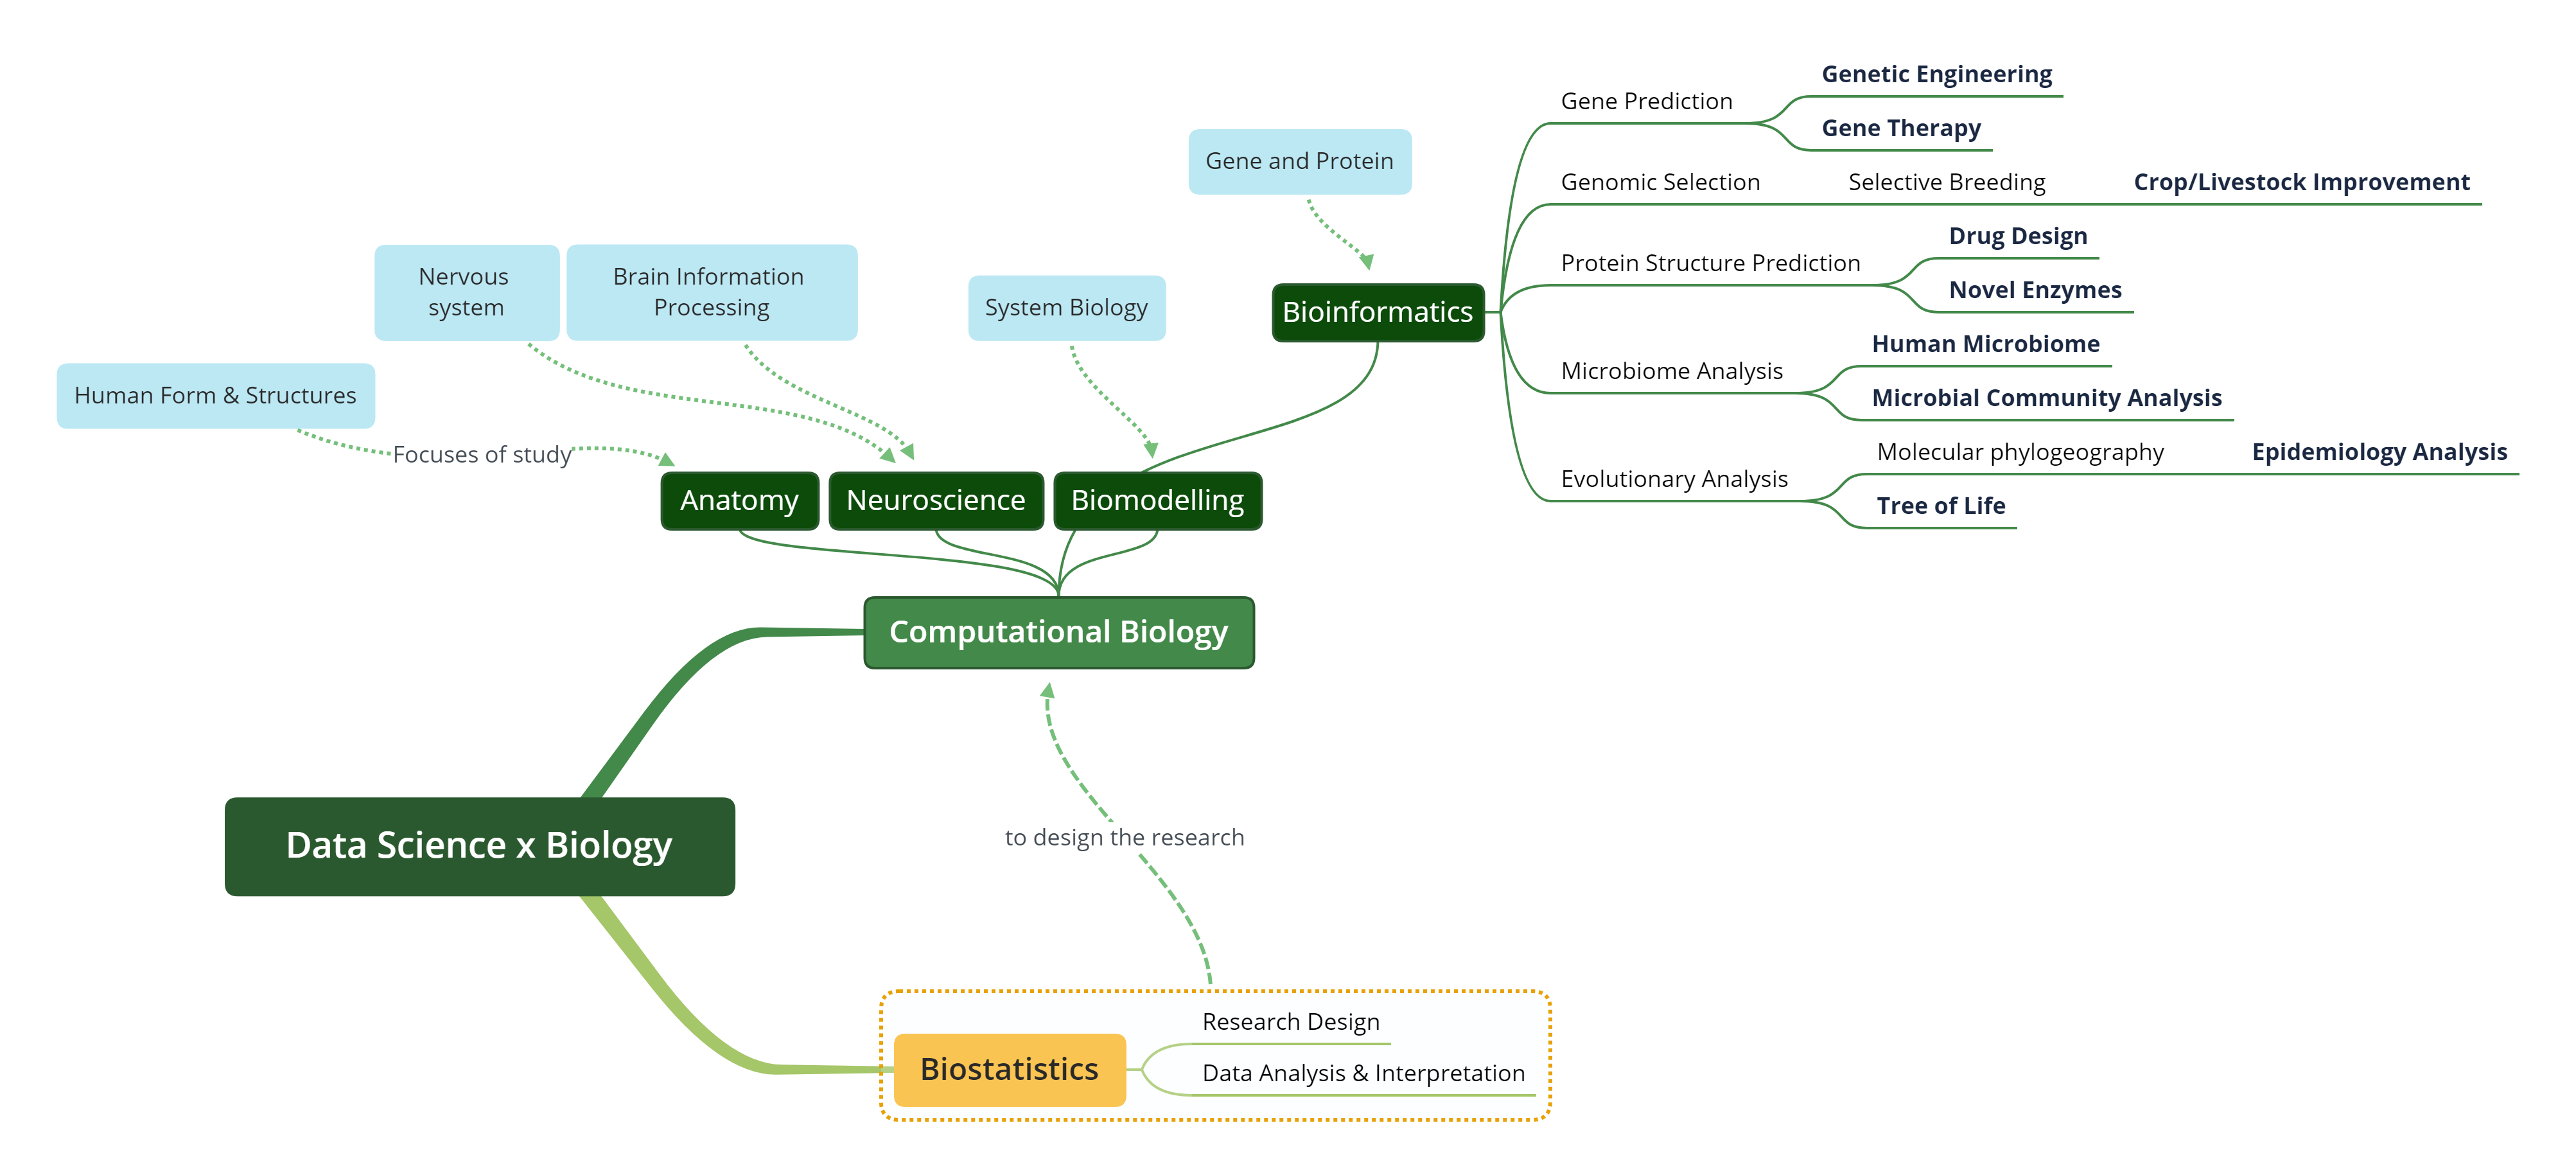 Genetic Engineering
Gene Prediction
Gene Therapy
Gene and Protein
Genomic Selection
Selective Breeding
Crop/Livestock Improvement
Drug Design
Protein Structure Prediction
Novel Enzymes
Nervous
system
Brain Information
Processing
System Biology
Bioinformatics
Human Microbiome
Microbiome Analysis
Microbial Community Analysis
Human Form & Structures
Focuses of study
Molecular phylogeography
Epidemiology Analysis
Evolutionary Analysis
Tree of Life
Anatomy
Neuroscience
Biomodelling
Computational Biology
Data Science x Biology
to design the research
Research Design
Biostatistics
Data Analysis & Interpretation